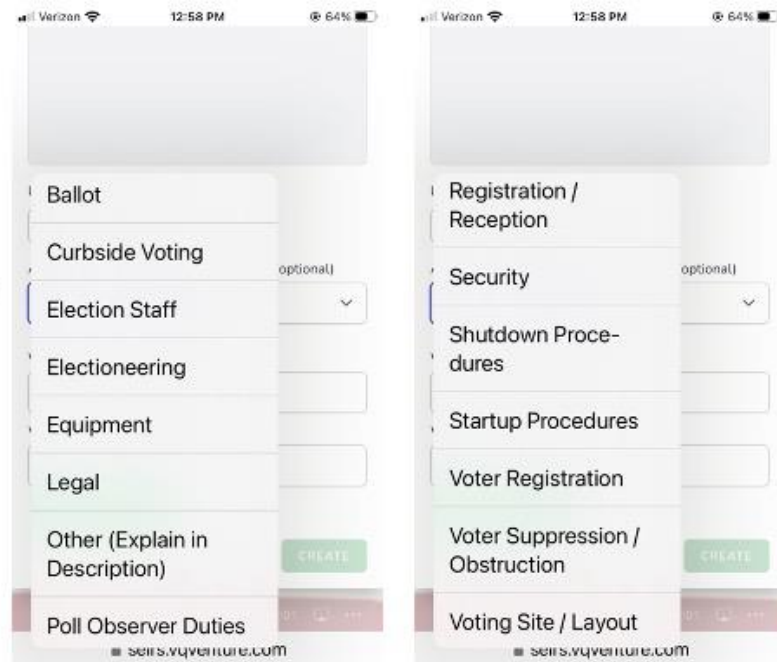 Verizon
12:58 PM
64%
Ballot
Curbside Voting
optional)
Election Staff
Electioneering
Equipment
Legal
Other (Explain in
Description)
CREATE
Poll Observer Duties
seirs.vqventure.com
Verizon
12:58 PM
64%
Registration /
Reception
optional)
Security
Shutdown Proce-
dures
Startup Procedures
Voter Registration
Voter Suppression /
Obstruction
CREATE
Voting Site / Layout
seirs.vqventure.com